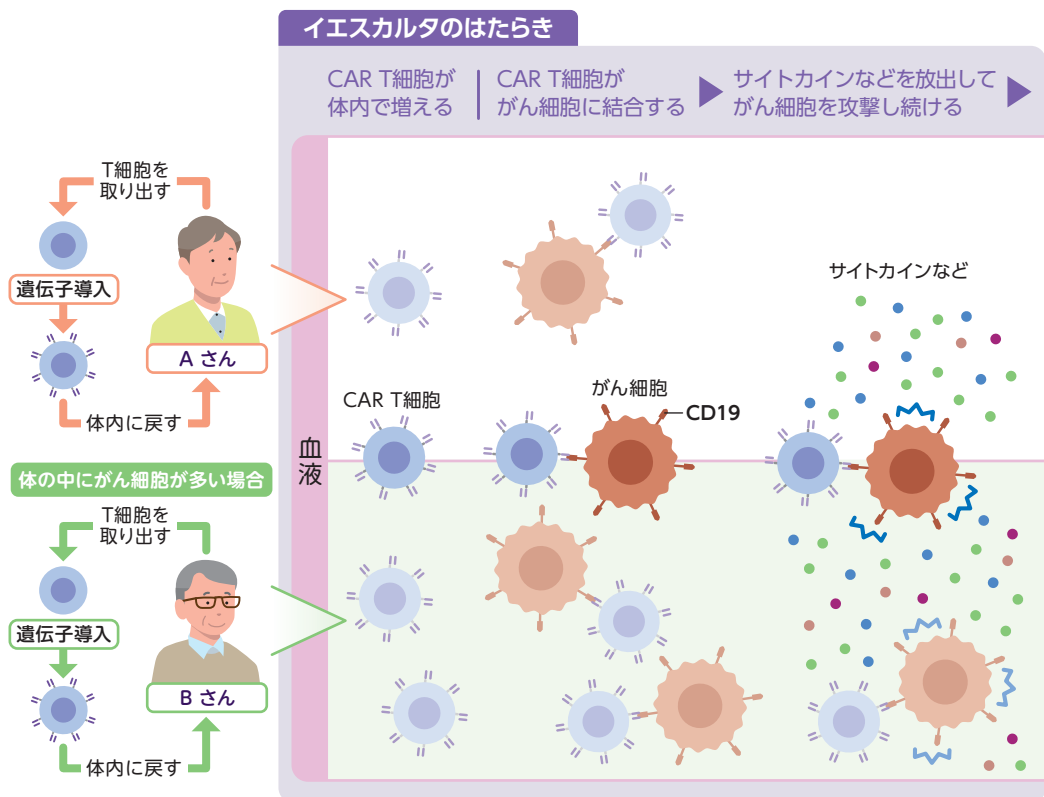 イエスカルタのはたらき
CAR T細胞が
体内で増える
CAR T細胞が
がん細胞に結合する
サイトカインなどを放出して
がん細胞を攻撃し続ける
T細胞を
取り出す
遺伝子導入
A さん
体内に戻す
体の中にがん細胞が多い場合
T細胞を
取り出す
遺伝子導入
B さん
体内に戻す
血液
CAR T細胞
がん細胞
CD19
サイトカインなど